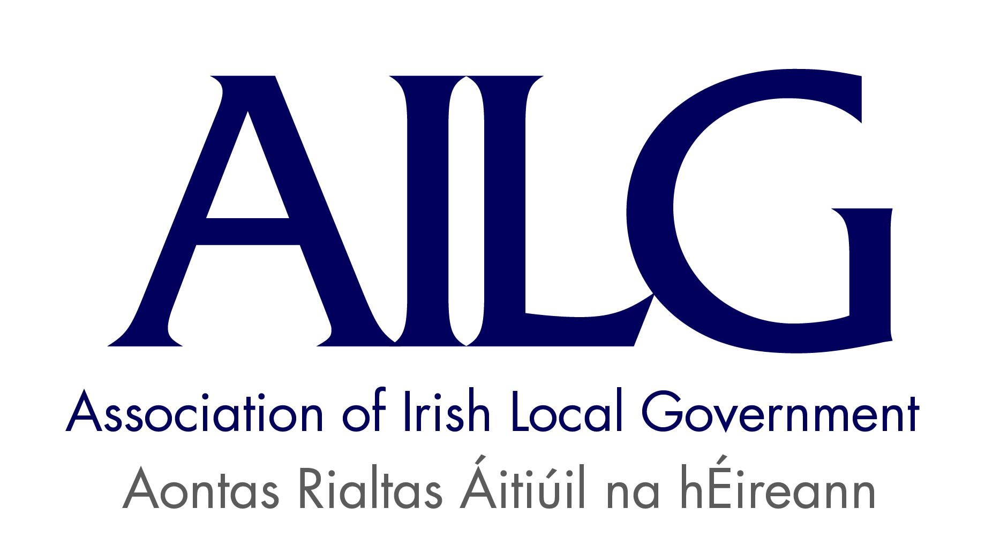 AILG
Association of Irish Local Government
Aontas Rialtas Áitiúil na hÉireann